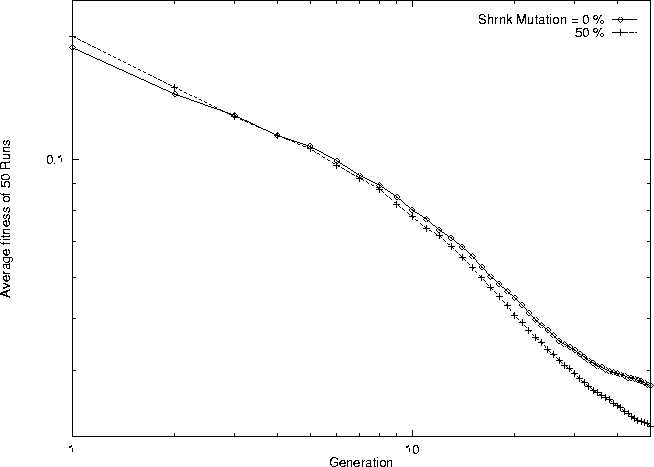 Shrnk Mutation = 0 %
50 %
Average fitness of 50 Runs
0.1
1
10
Generation